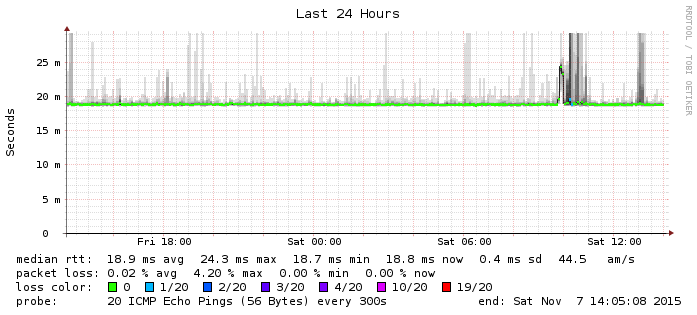 Last 24 Hours
RRDTOOL / TOBI OETIKER
Seconds
25 m
20 m
15 m
10 m
5 m
0
Fri 18:00 Sat 00:00 Sat 06:00 Sat 12:00
median rtt: 18.9 ms avg 24.3 ms max 18.7 ms min 18.8 ms now 0.4 ms sd 44.5 am/s
packet loss: 0.02 % avg 4.20 % max 0.00 % min 0.00 % now
loss color: 0 1/20 2/20 3/20 4/20 10/20 19/20
probe: 20 ICMP Echo Pings (56 Bytes) every 300s end: Sat Nov 7 14:05:08 2015